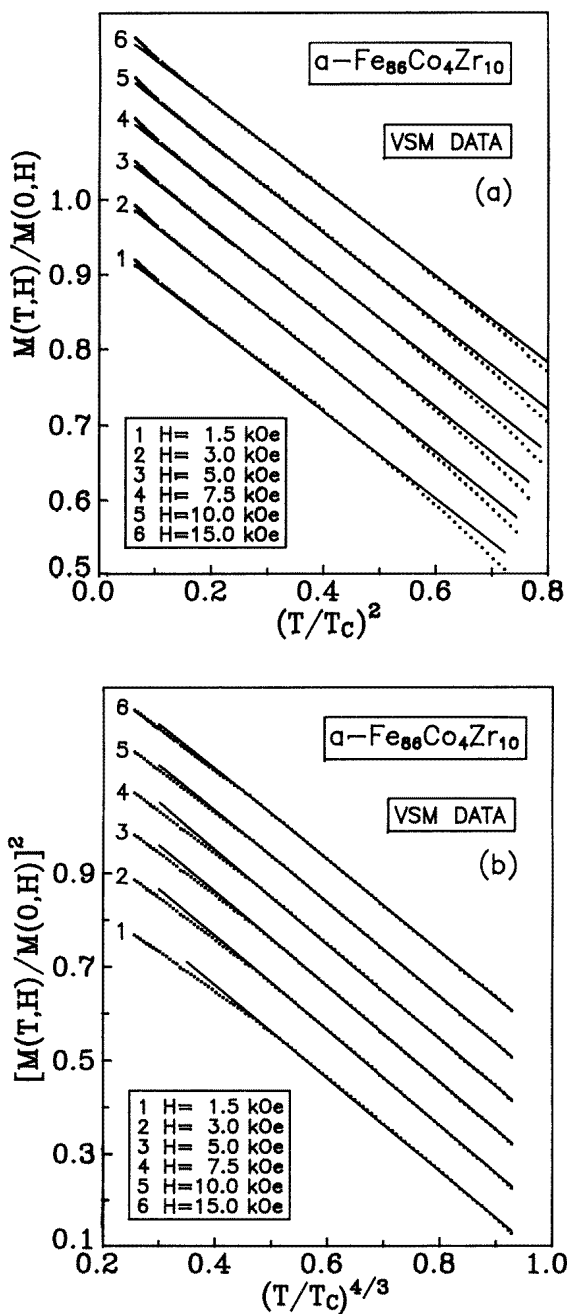 a-Fe₈₆Co₄Zr₁₀
VSM DATA
(a)
M(T,H)/M(0,H)
1.0
0.9
0.8
0.7
0.6
0.5
6
5
4
3
2
1
1 H= 1.5 kOe
2 H= 3.0 kOe
3 H= 5.0 kOe
4 H= 7.5 kOe
5 H=10.0 kOe
6 H=15.0 kOe
0.0 0.2 0.4 0.6 0.8
(T/T_C)²
a-Fe₈₆Co₄Zr₁₀
VSM DATA
(b)
[M(T,H)/M(0,H)]²
0.9
0.7
0.5
0.3
0.1
6
5
4
3
2
1
1 H= 1.5 kOe
2 H= 3.0 kOe
3 H= 5.0 kOe
4 H= 7.5 kOe
5 H=10.0 kOe
6 H=15.0 kOe
0.2 0.4 0.6 0.8 1.0
(T/T_C)^4/3